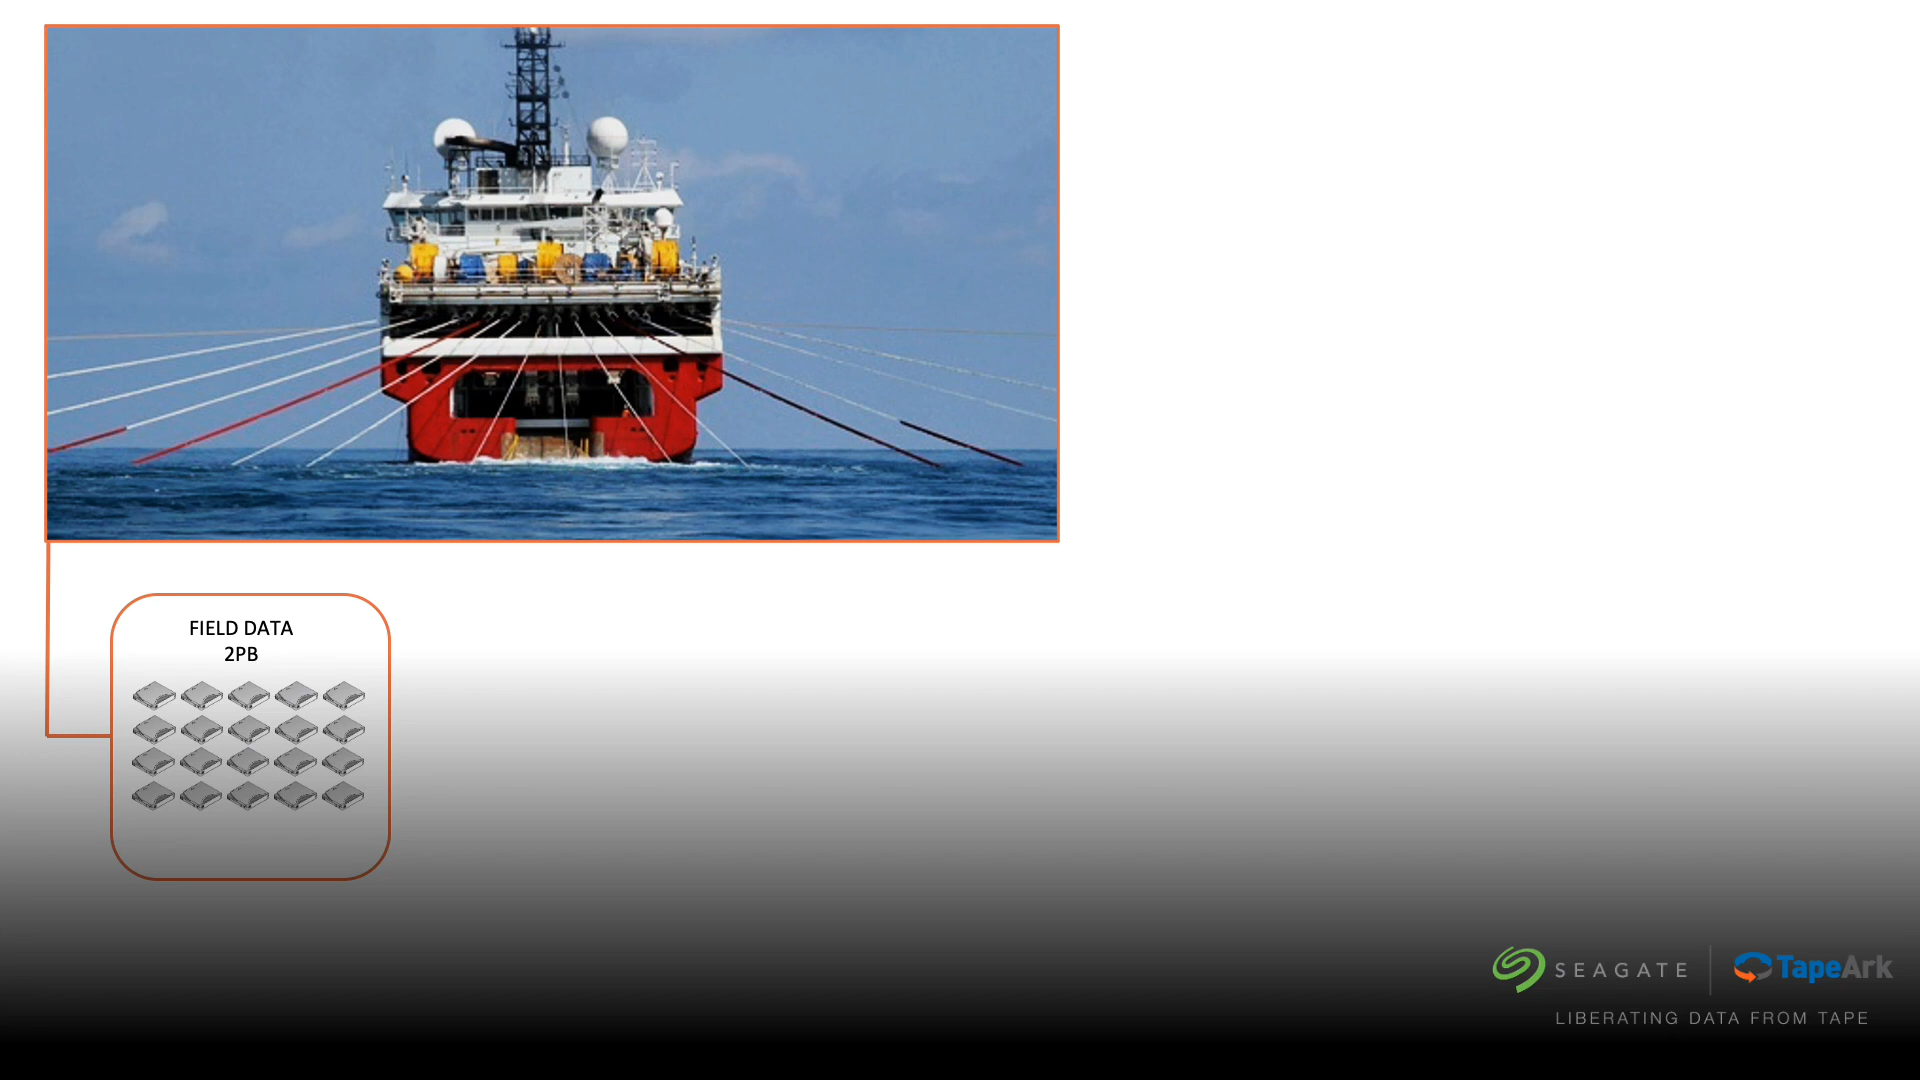 FIELD DATA
2PB
SEAGATE
TapeArk
LIBERATING DATA FROM TAPE